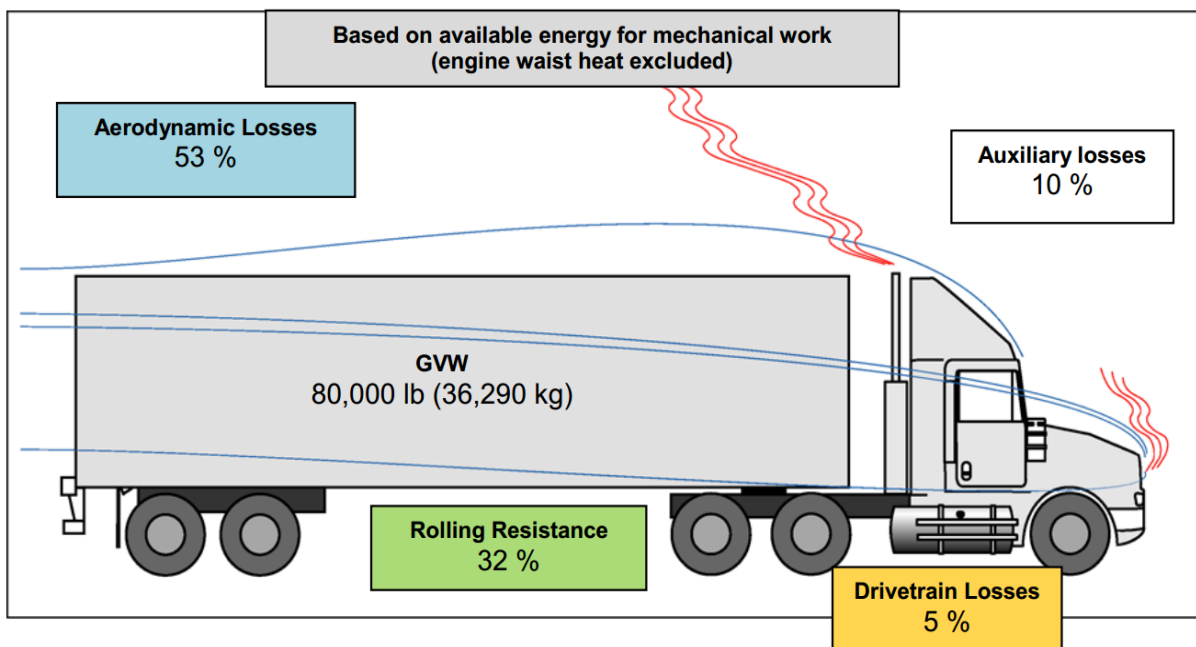 Based on available energy for mechanical work
(engine waist heat excluded)
Aerodynamic Losses
53 %
Auxiliary losses
10 %
GVW
80,000 lb (36,290 kg)
Rolling Resistance
32 %
Drivetrain Losses
5 %